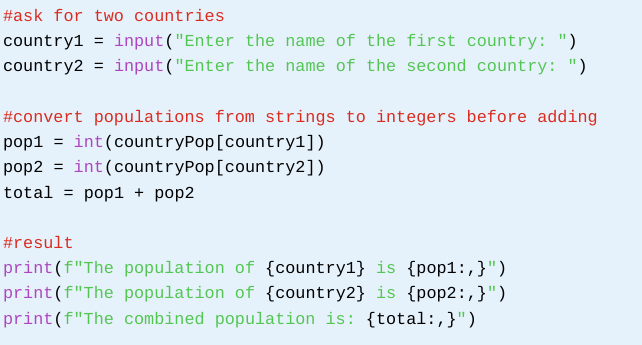 #ask for two countries
country1 = input("Enter the name of the first country: ")
country2 = input("Enter the name of the second country: ")
#convert populations from strings to integers before adding
pop1 = int(countryPop[country1])
pop2 = int(countryPop[country2])
total = pop1 + pop2
#result
print(f"The population of {country1} is {pop1:,}")
print(f"The population of {country2} is {pop2:,}")
print(f"The combined population is: {total:,}")